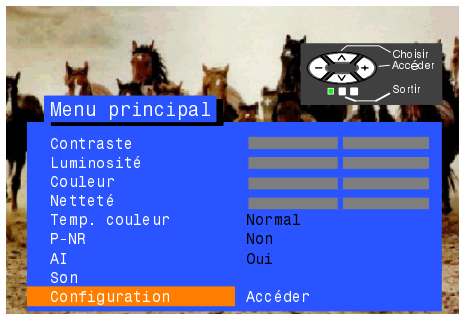 Choisir
Accéder
Sortir
Menu principal
Contraste
Luminosité
Couleur
Netteté
Temp. couleur Normal
P-NR Non
AI Oui
Son
Configuration Accéder